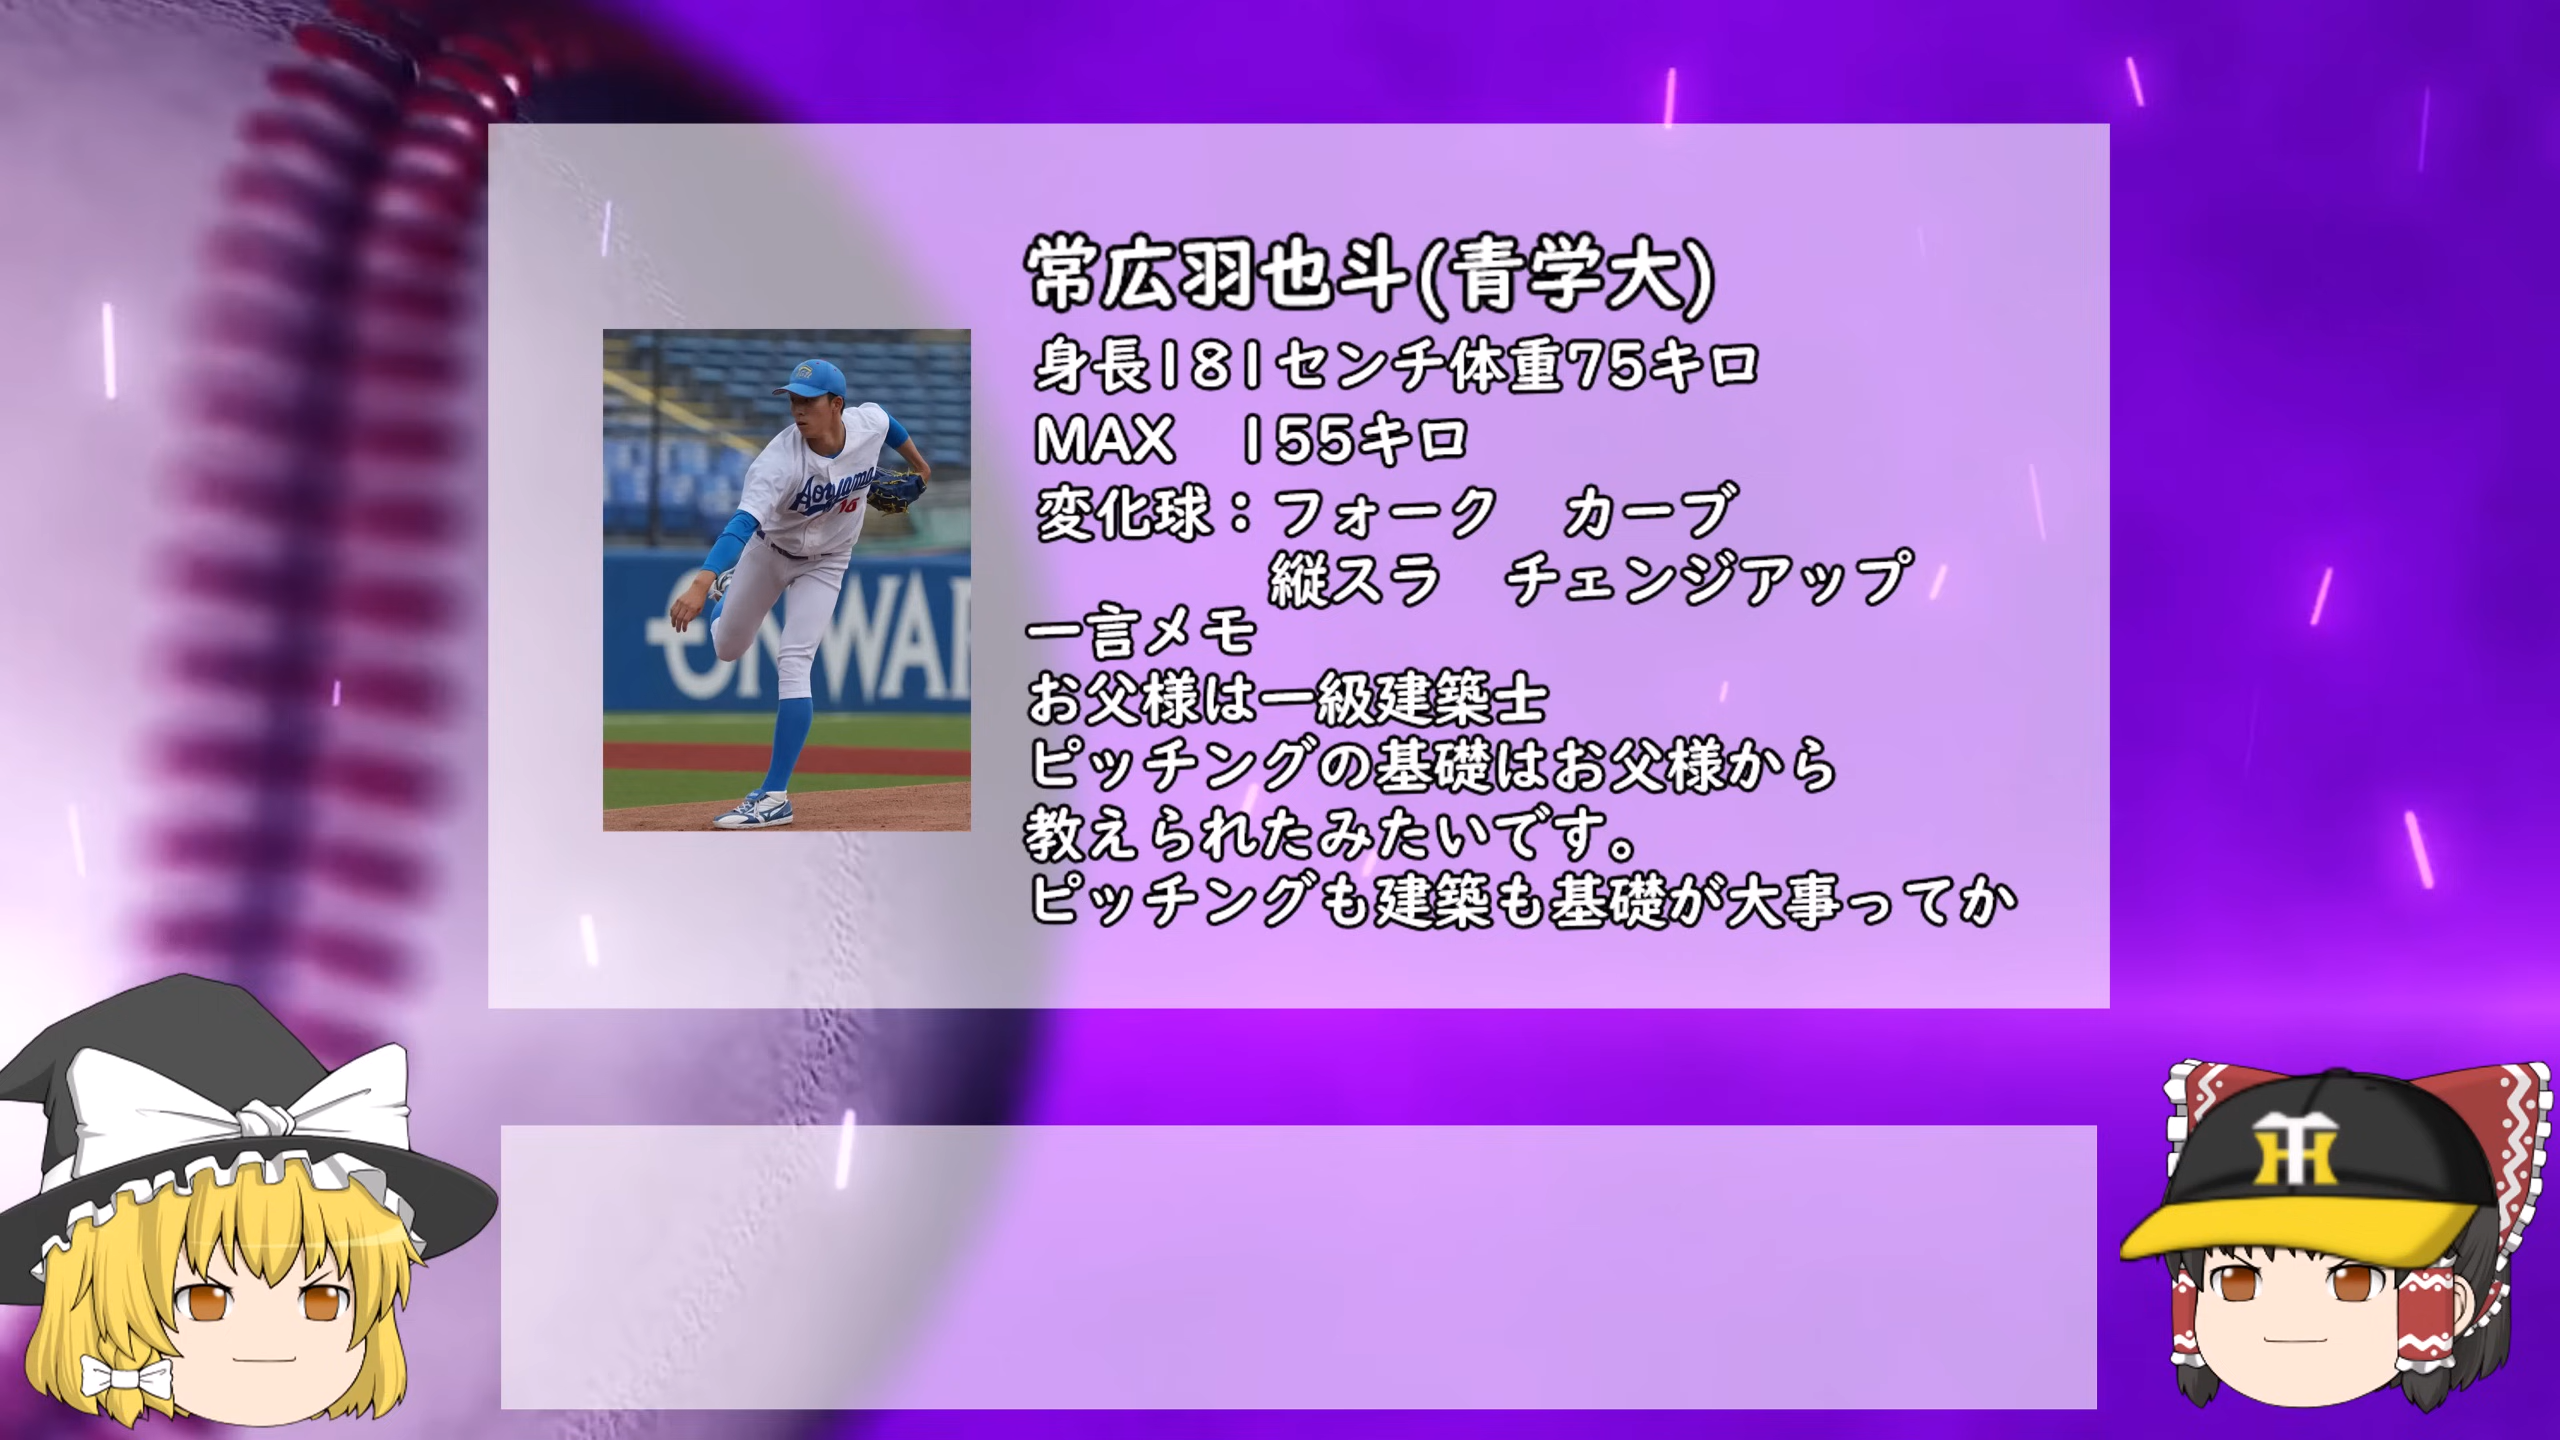 常広羽也斗(青学大)
身長181センチ体重75キロ
MAX　155キロ
変化球：フォーク　カーブ
縦スラ　チェンジアップ
一言メモ
お父様は一級建築士
ピッチングの基礎はお父様から
教えられたみたいです。
ピッチングも建築も基礎が大事ってか
Aoyama
16
ONWAR
HT